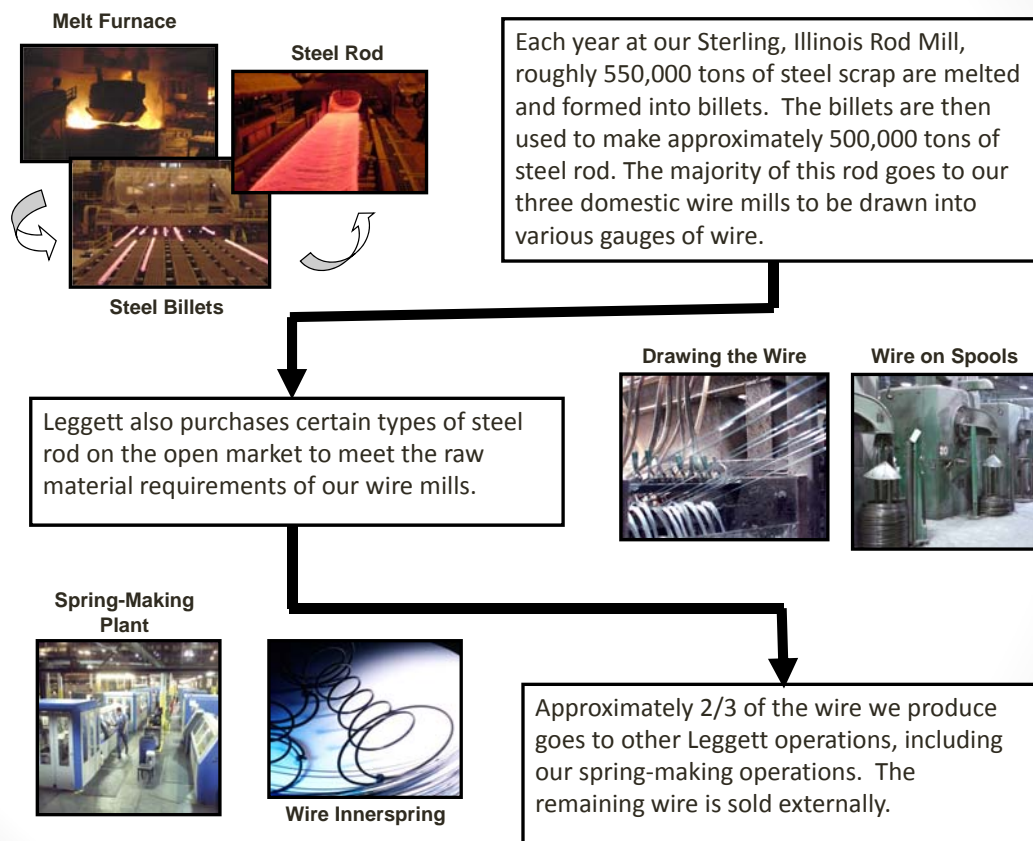 Melt Furnace
Steel Rod
Steel Billets
Each year at our Sterling, Illinois Rod Mill,
roughly 550,000 tons of steel scrap are melted
and formed into billets.  The billets are then
used to make approximately 500,000 tons of
steel rod. The majority of this rod goes to our
three domestic wire mills to be drawn into
various gauges of wire.
Drawing the Wire
Wire on Spools
Leggett also purchases certain types of steel
rod on the open market to meet the raw
material requirements of our wire mills.
Spring-Making
Plant
Wire Innerspring
Approximately 2/3 of the wire we produce
goes to other Leggett operations, including
our spring-making operations.  The
remaining wire is sold externally.